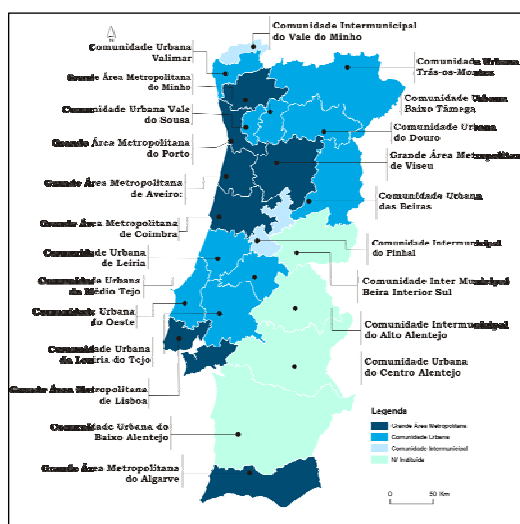 Comunidade Intermunicipal
do Vale do Minho
Comunidade Urbana
Valimar
Comunidade Urbana
Trás-os-Montes
Grande Área Metropolitana
do Minho
Comunidade Urbana
Baixo Tâmega
Comunidade Urbana Vale
do Sousa
Comunidade Urbana
do Douro
Grande Área Metropolitana
do Porto
Grande Área Metropolitana
de Viseu
Grande Área Metropolitana
de Aveiro:
Comunidade Urbana
das Beiras
Grande Área Metropolitana
de Coimbra
Comunidade Intermunicipal
do Pinhal
Comunidade Urbana
de Leiria
Comunidade Urbana
do Médio Tejo
Comunidade Inter Municipal
Beira Interior Sul
Comunidade Urbana
do Oeste
Comunidade Intermunicipal
do Alto Alentejo
Comunidade Urbana
da Leziria do Tejo
Comunidade Urbana
do Centro Alentejo
Grande Área Metropolitana
de Lisboa
Comunidade Urbana do
Baixo Alentejo
Grande Área Metropolitana
do Algarve
Legenda
Grande Área Metropolitana
Comunidade Urbana
Comunidade Intermunicipal
N/ Instituída
0 50 Km